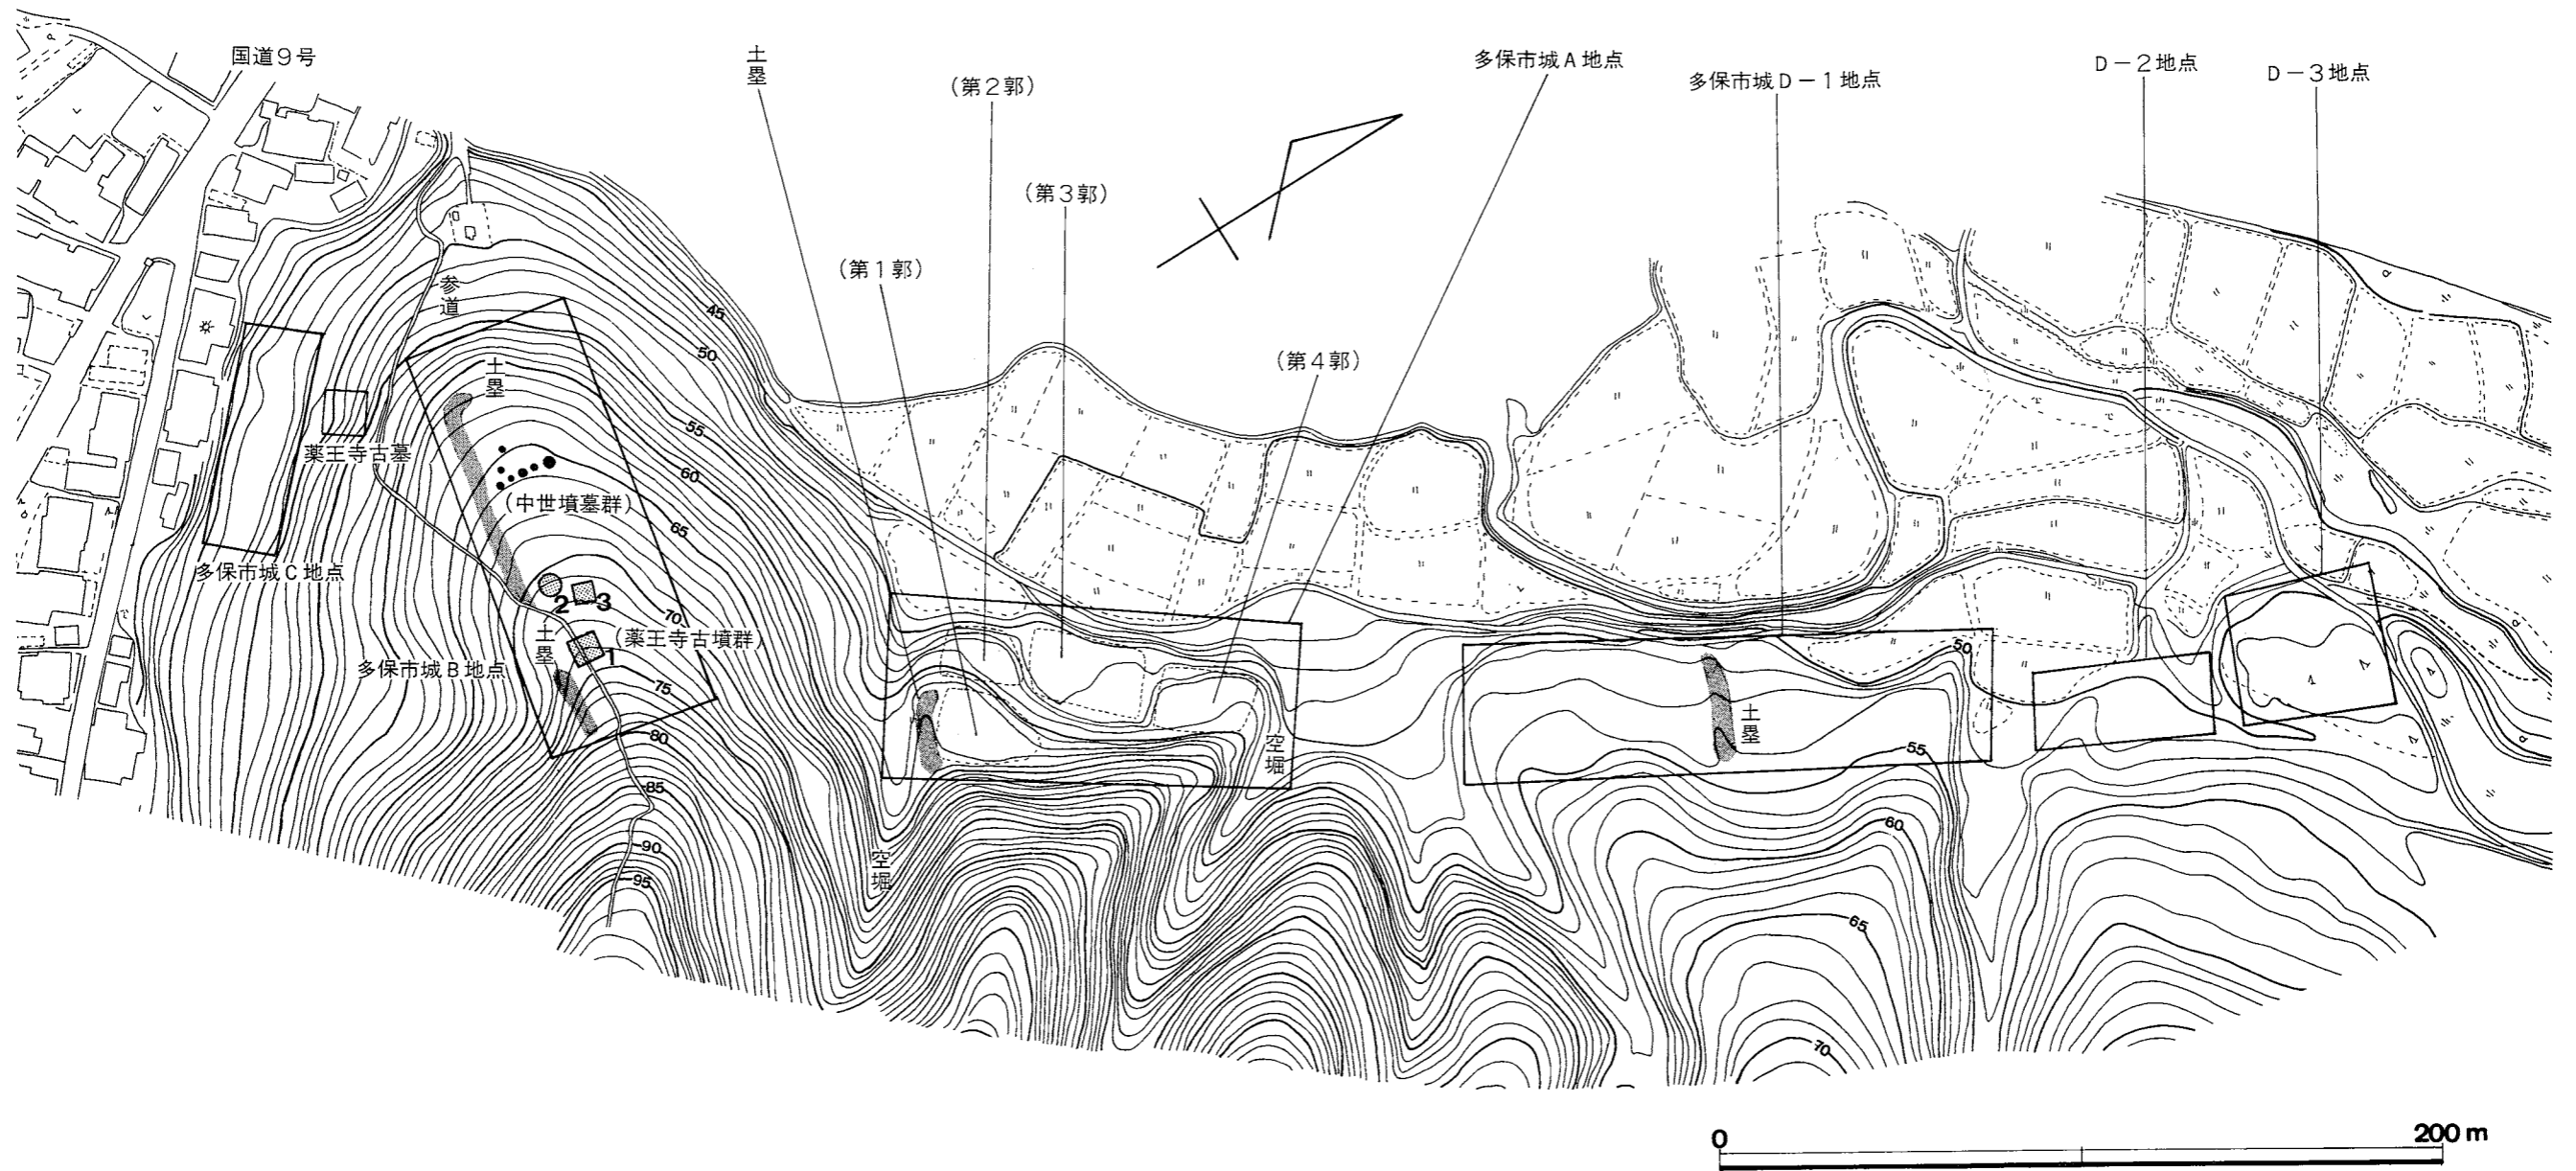 国道9号
土塁
(第2郭)
多保市城A地点
多保市城D-1地点
D-2地点
D-3地点
(第3郭)
(第1郭)
参道
45
50
(第4郭)
土塁
55
薬王寺古墓
60
(中世墳墓群)
65
多保市城C地点
2
3
70
土塁
(薬王寺古墳群)
1
50
多保市城B地点
75
土塁
80
空堀
55
85
60
90
空堀
95
65
70
0
200m